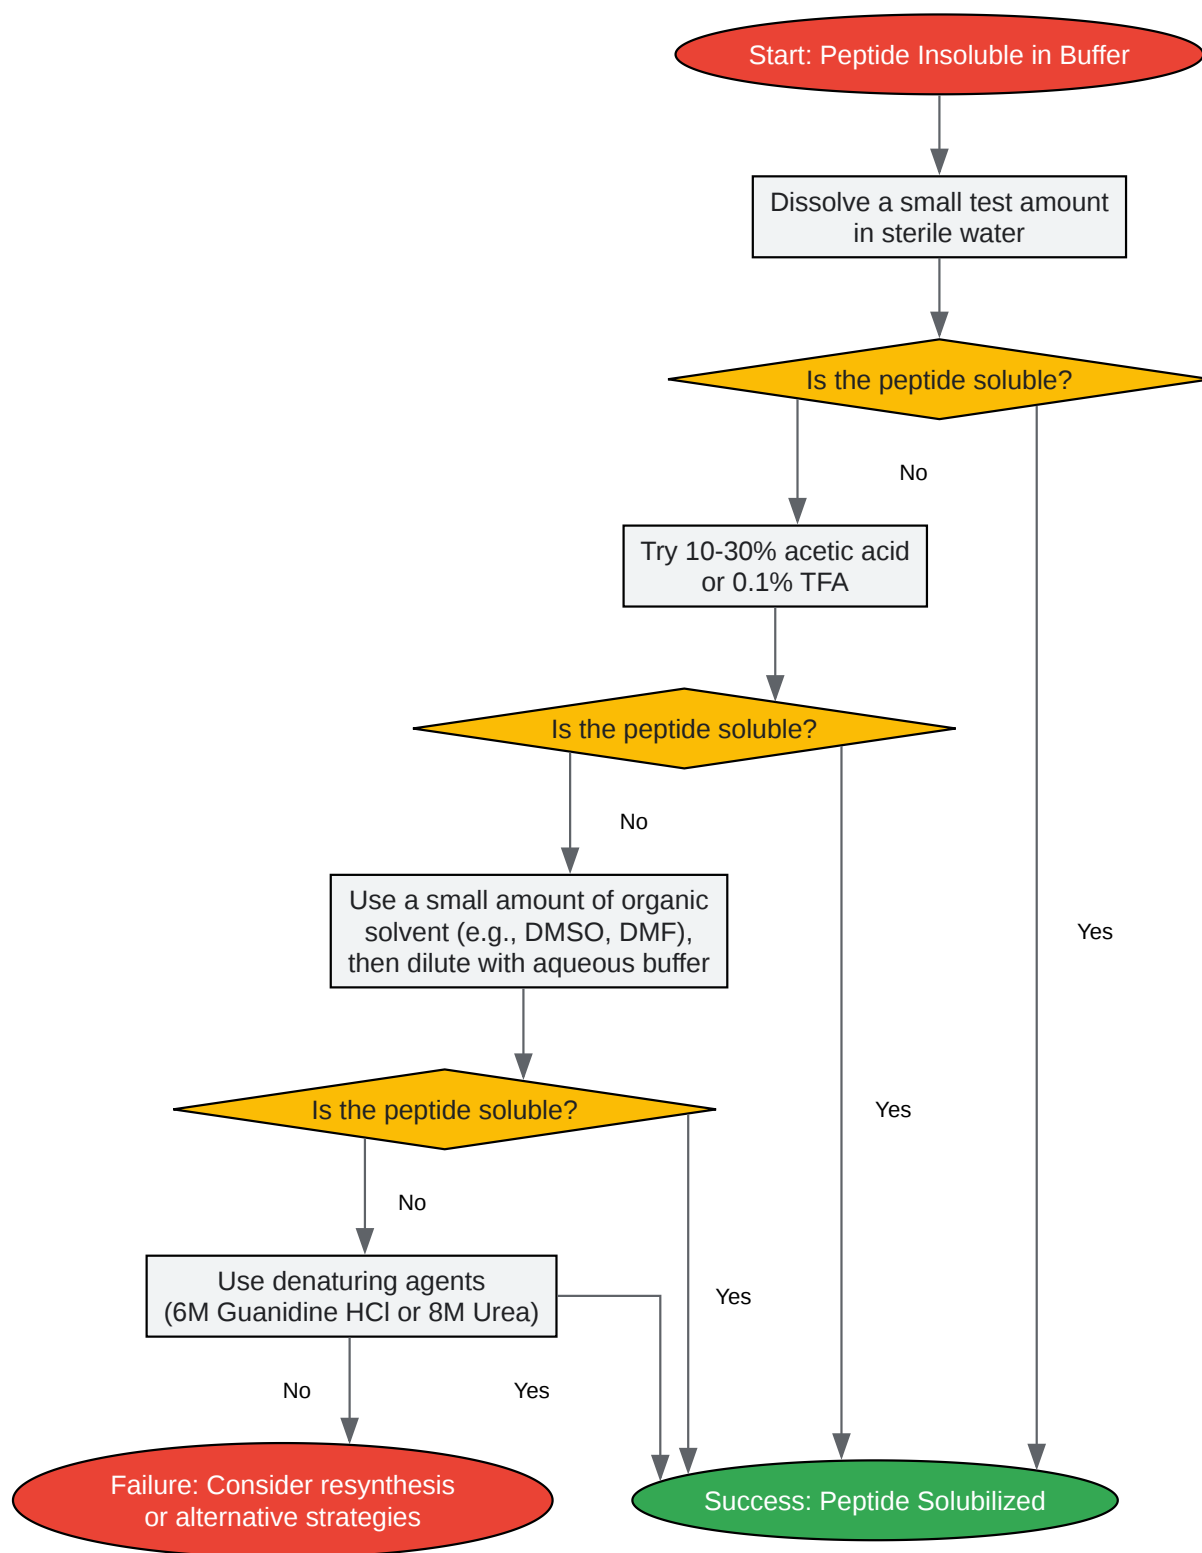 Start: Peptide Insoluble in Buffer
Dissolve a small test amount
in sterile water
Is the peptide soluble?
No
Try 10-30% acetic acid
or 0.1% TFA
Is the peptide soluble?
No
Use a small amount of organic
solvent (e.g., DMSO, DMF),
then dilute with aqueous buffer
Yes
Is the peptide soluble?
Yes
No
Use denaturing agents
(6M Guanidine HCl or 8M Urea)
Yes
No
Yes
Failure: Consider resynthesis
or alternative strategies
Success: Peptide Solubilized